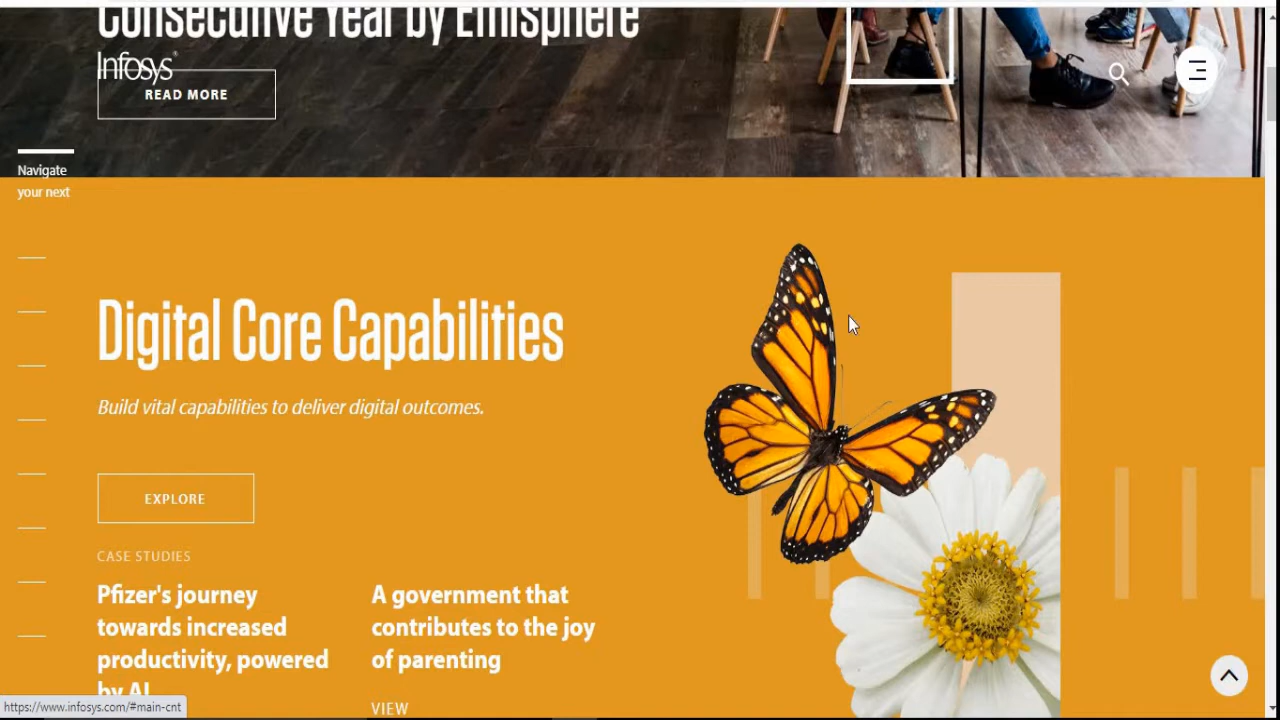 Consecutive Year by Emisphere
Infosys®
READ MORE
Navigate
your next
Digital Core Capabilities
Build vital capabilities to deliver digital outcomes.
EXPLORE
CASE STUDIES
Pfizer's journey
towards increased
productivity, powered
by AI
A government that
contributes to the joy
of parenting
VIEW
https://www.infosys.com/#main-cnt